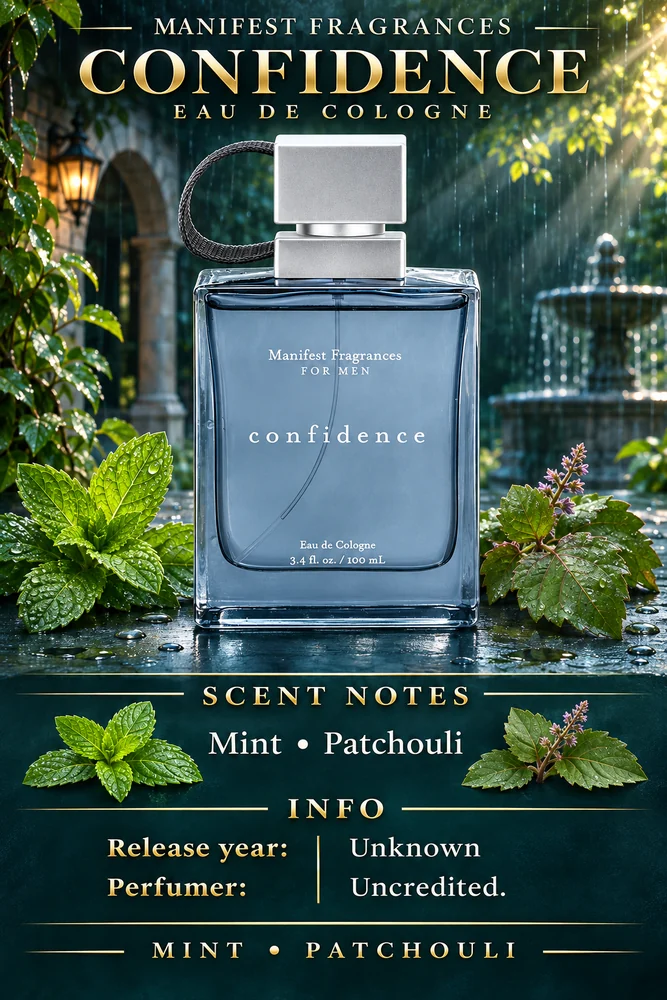 MANIFEST FRAGRANCES
CONFIDENCE
EAU DE COLOGNE
Manifest Fragrances
FOR MEN
confidence
Eau de Cologne
3.4 fl. oz. / 100 mL
SCENT NOTES
Mint • Patchouli
INFO
Release year: Unknown
Perfumer: Uncredited.
MINT • PATCHOULI